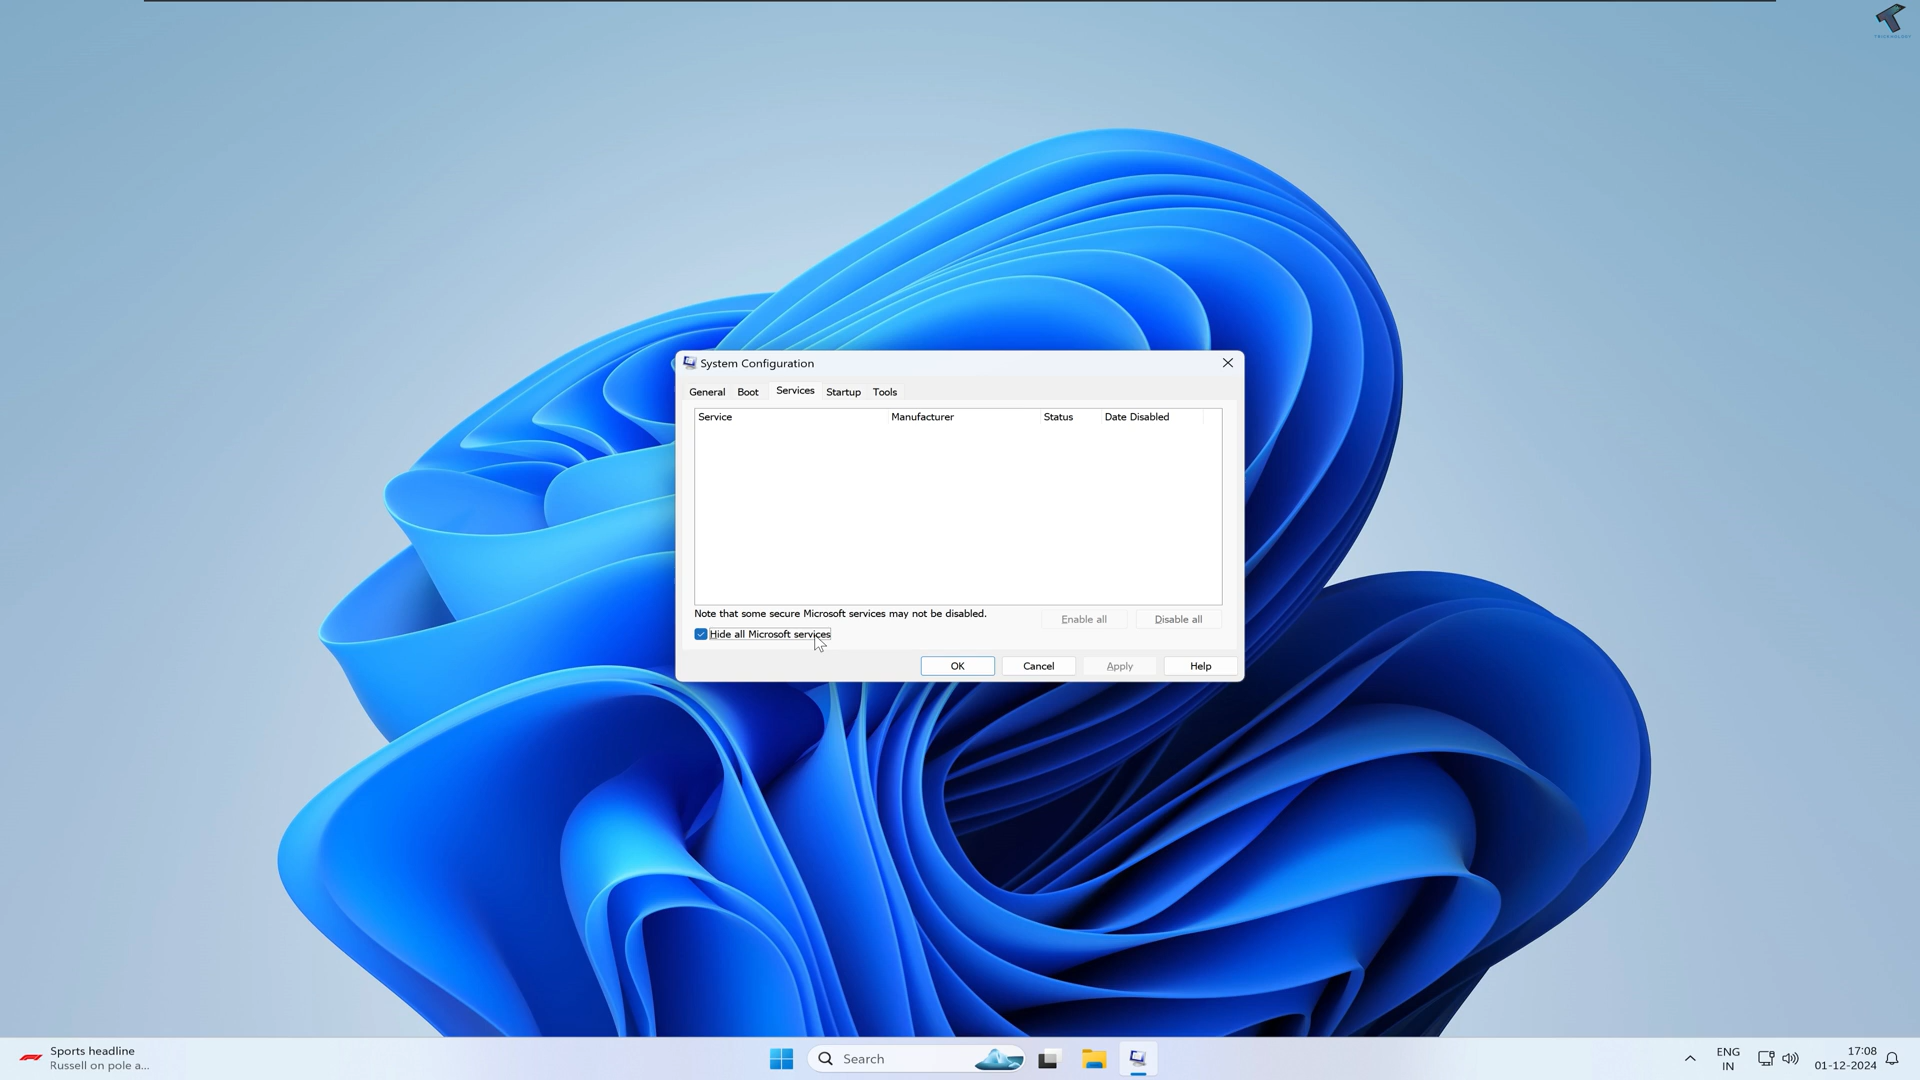 TRICKNOLOGY
System Configuration
General Boot Services Startup Tools
Service Manufacturer Status Date Disabled
Note that some secure Microsoft services may not be disabled.
Enable all Disable all
Hide all Microsoft services
OK Cancel Apply Help
Sports headline
Russell on pole a...
Search
ENG
IN
17:08
01-12-2024